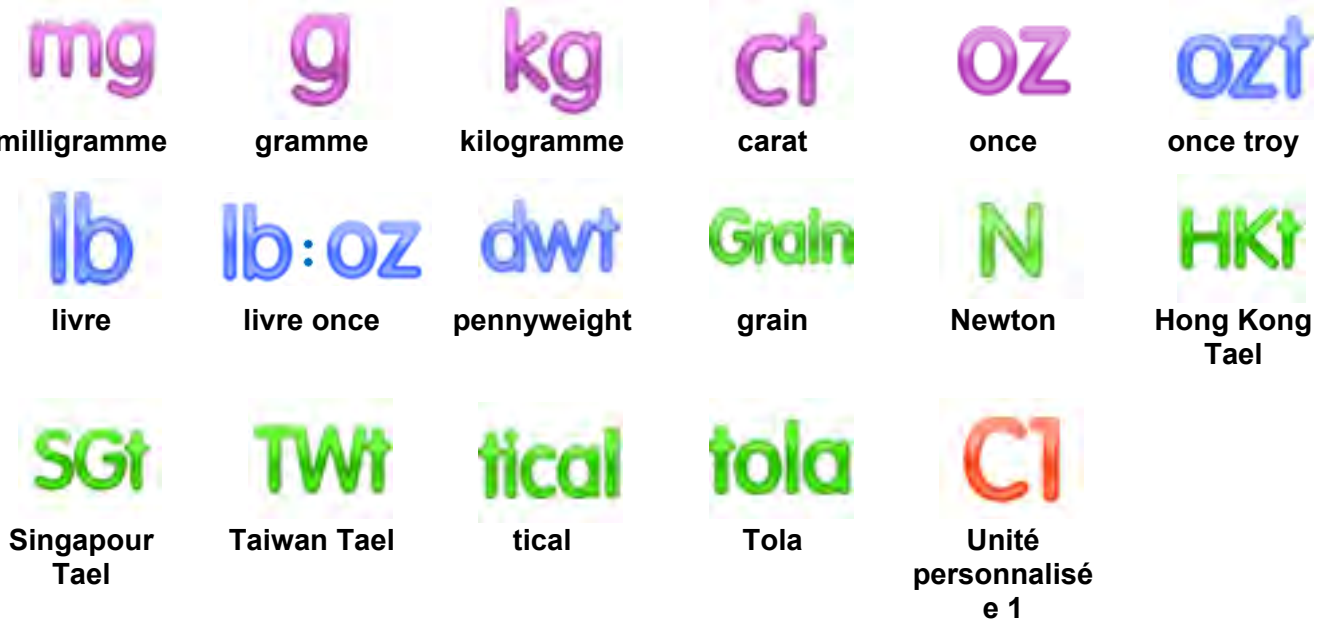 mg g kg ct oz ozt
milligramme gramme kilogramme carat once once troy
lb lb:oz dwt Grain N HKt
livre livre once pennyweight grain Newton Hong Kong
Tael
SGt TWt tical tola C1
Singapour Taiwan Tael tical Tola Unité
Tael personnalisé
e 1